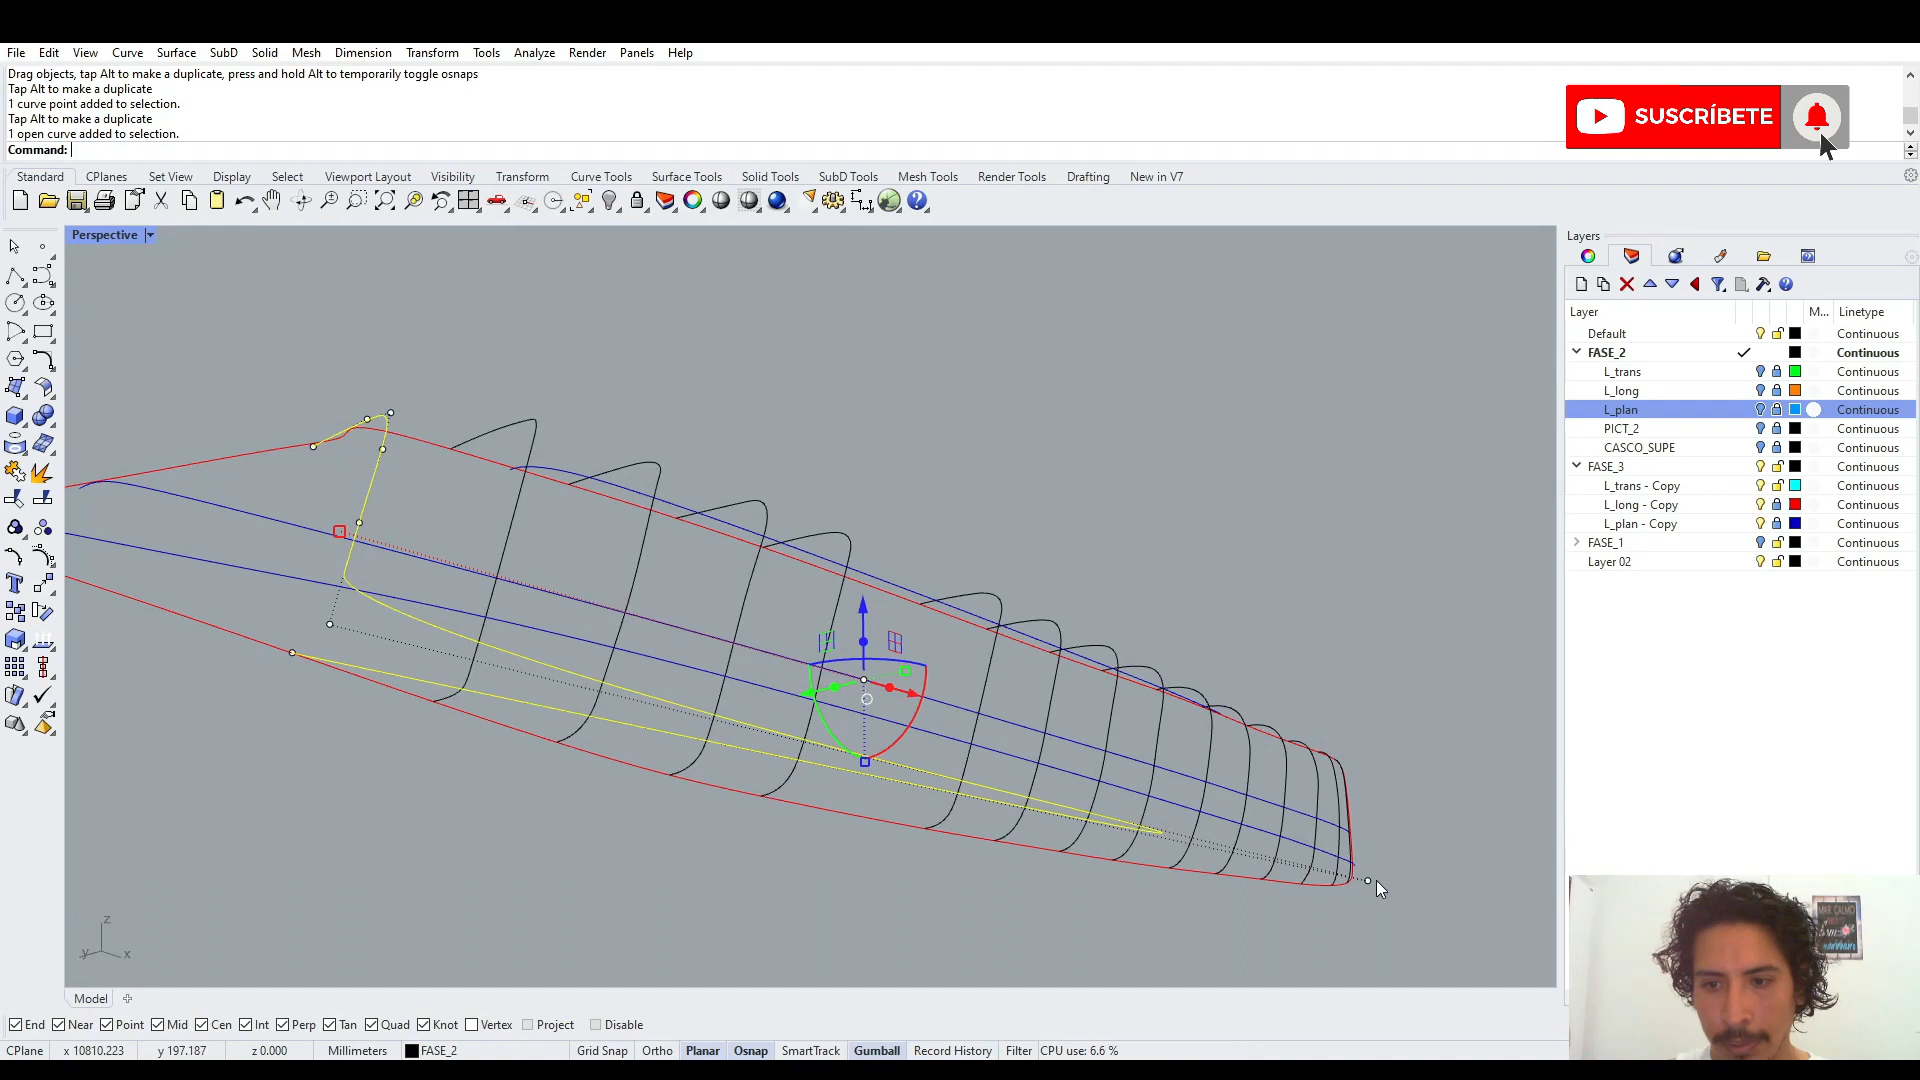 File Edit View Curve Surface SubD Solid Mesh Dimension Transform Tools Analyze Render Panels Help
Drag objects, tap Alt to make a duplicate, press and hold Alt to temporarily toggle osnaps
Tap Alt to make a duplicate
1 curve point added to selection.
Tap Alt to make a duplicate
1 open curve added to selection.
Command:
SUSCRÍBETE
Standard CPlanes Set View Display Select Viewport Layout Visibility Transform Curve Tools Surface Tools Solid Tools SubD Tools Mesh Tools Render Tools Drafting New in V7
Perspective
Layers
Layer M... Linetype
Default Continuous
FASE_2 Continuous
L_trans Continuous
L_long Continuous
L_plan Continuous
PICT_2 Continuous
CASCO_SUPE Continuous
FASE_3 Continuous
L_trans - Copy Continuous
L_long - Copy Continuous
L_plan - Copy Continuous
FASE_1 Continuous
Layer 02 Continuous
z
y x
MAR CALMO
Model
End Near Point Mid Cen Int Perp Tan Quad Knot Vertex Project Disable
CPlane x 10810.223 y 197.187 z 0.000 Millimeters FASE_2 Grid Snap Ortho Planar Osnap SmartTrack Gumball Record History Filter CPU use: 6.6 %